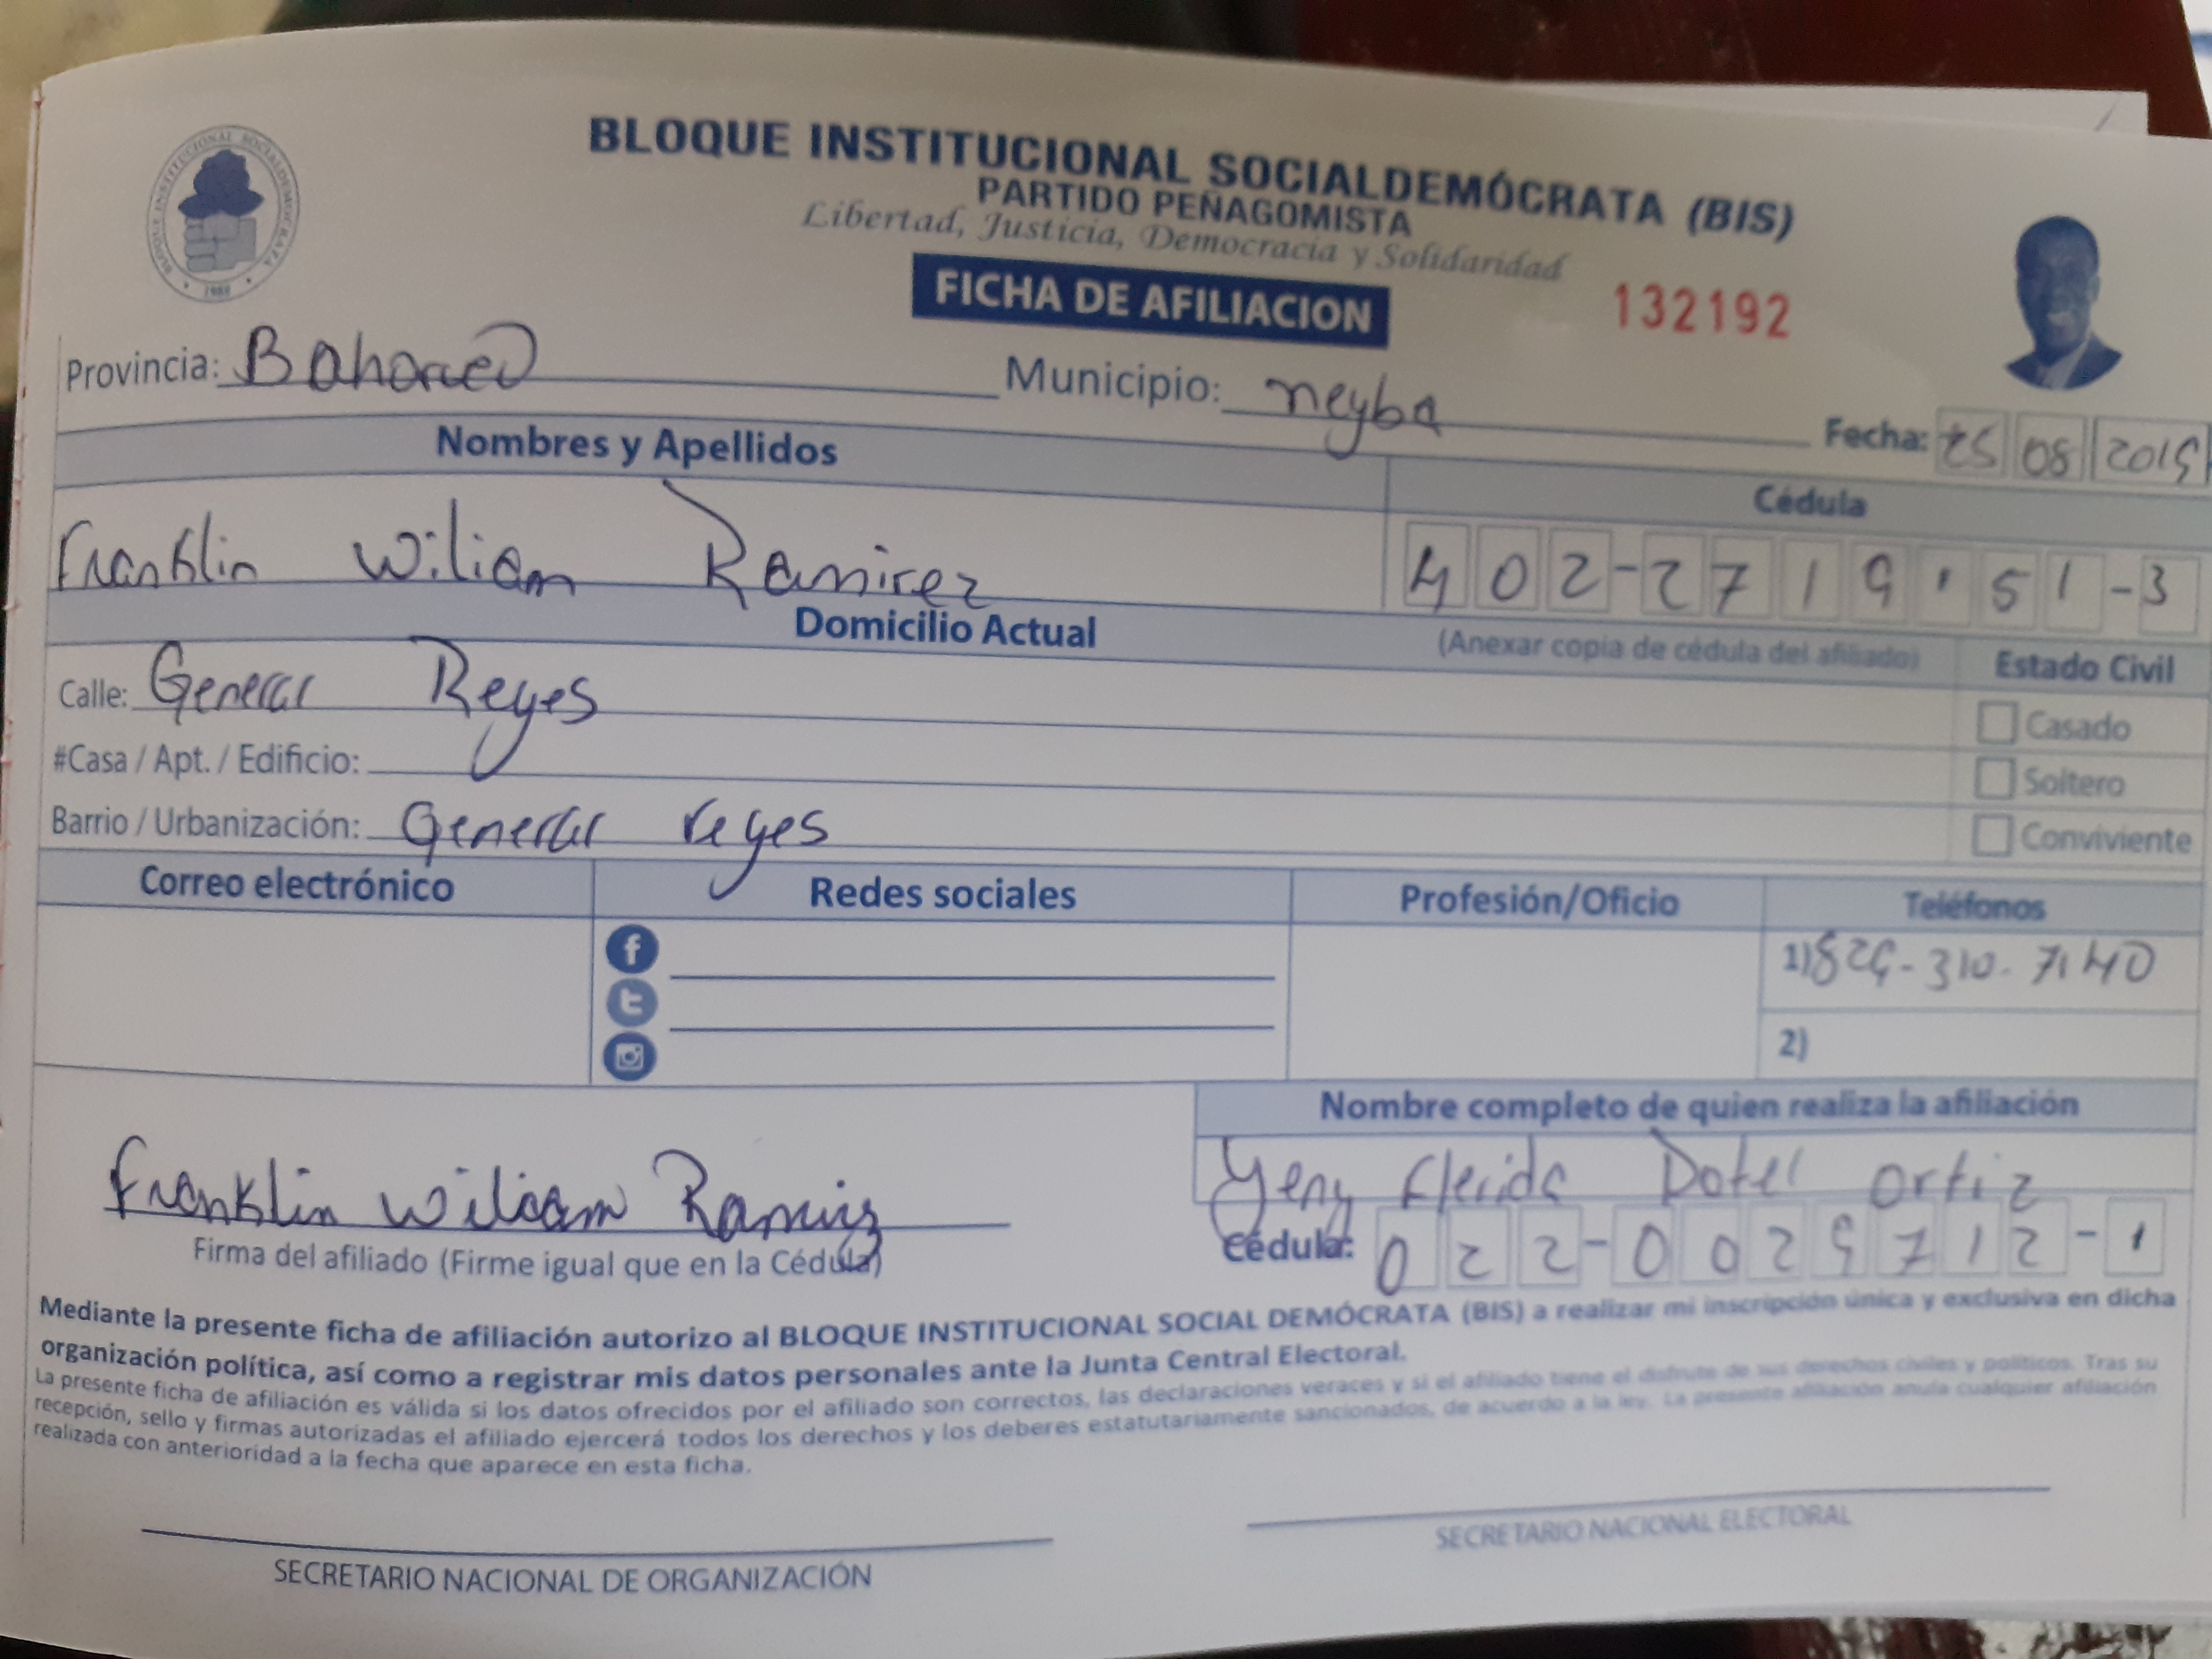 BLOQUE INSTITUCIONAL SOCIALDEMÓCRATA (BIS)
PARTIDO PEÑAGOMISTA
Libertad, Justicia, Democracia y Solidaridad
FICHA DE AFILIACION
132192
BLOQUE INSTITUCIONAL SOCIALDEMOCRATA
Provincia: Bahoruco Municipio: neyba
Fecha: 25 08 2019
Nombres y Apellidos Cédula
Franklin Wiliam Ramirez 402-2719151-3
Domicilio Actual (Anexar copia de cédula del afiliado) Estado Civil
Calle: General Reyes
Casado
#Casa / Apt. / Edificio:
Soltero
Barrio / Urbanización: General reyes
Conviviente
Correo electrónico Redes sociales Profesión/Oficio Teléfonos
1) 829-310-7140
2)
Nombre completo de quien realiza la afiliación
Yeny Flerida Dotel Ortiz
Franklin Wiliam Ramirez
Firma del afiliado (Firme igual que en la Cédula)
Cédula: 022-0029712-1
Mediante la presente ficha de afiliación autorizo al BLOQUE INSTITUCIONAL SOCIAL DEMÓCRATA (BIS) a realizar mi inscripción única y exclusiva en dicha
organización política, así como a registrar mis datos personales ante la Junta Central Electoral.
La presente ficha de afiliación es válida si los datos ofrecidos por el afiliado son correctos, las declaraciones veraces y si el afiliado tiene el disfrute de sus derechos civiles y políticos. Tras su
recepción, sello y firmas autorizadas el afiliado ejercerá todos los derechos y los deberes estatutariamente sancionados, de acuerdo a la ley. La presente afiliación anula cualquier afiliación
realizada con anterioridad a la fecha que aparece en esta ficha.
SECRETARIO NACIONAL DE ORGANIZACIÓN
SECRETARIO NACIONAL ELECTORAL